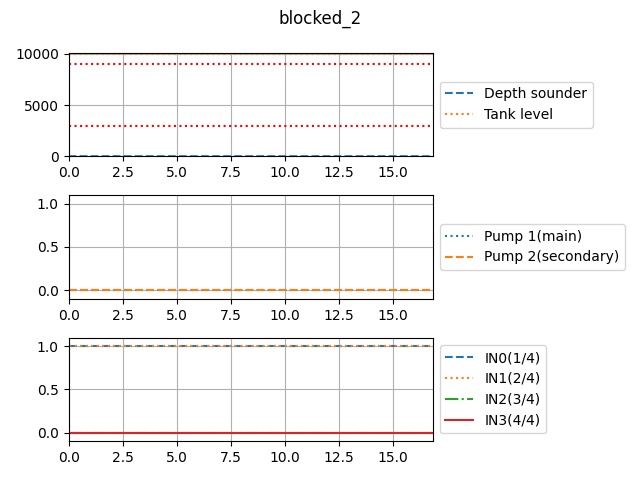 blocked_2
10000
5000
0
0.0 2.5 5.0 7.5 10.0 12.5 15.0
Depth sounder
Tank level
1.0
0.5
0.0
0.0 2.5 5.0 7.5 10.0 12.5 15.0
Pump 1(main)
Pump 2(secondary)
1.0
0.5
0.0
0.0 2.5 5.0 7.5 10.0 12.5 15.0
IN0(1/4)
IN1(2/4)
IN2(3/4)
IN3(4/4)